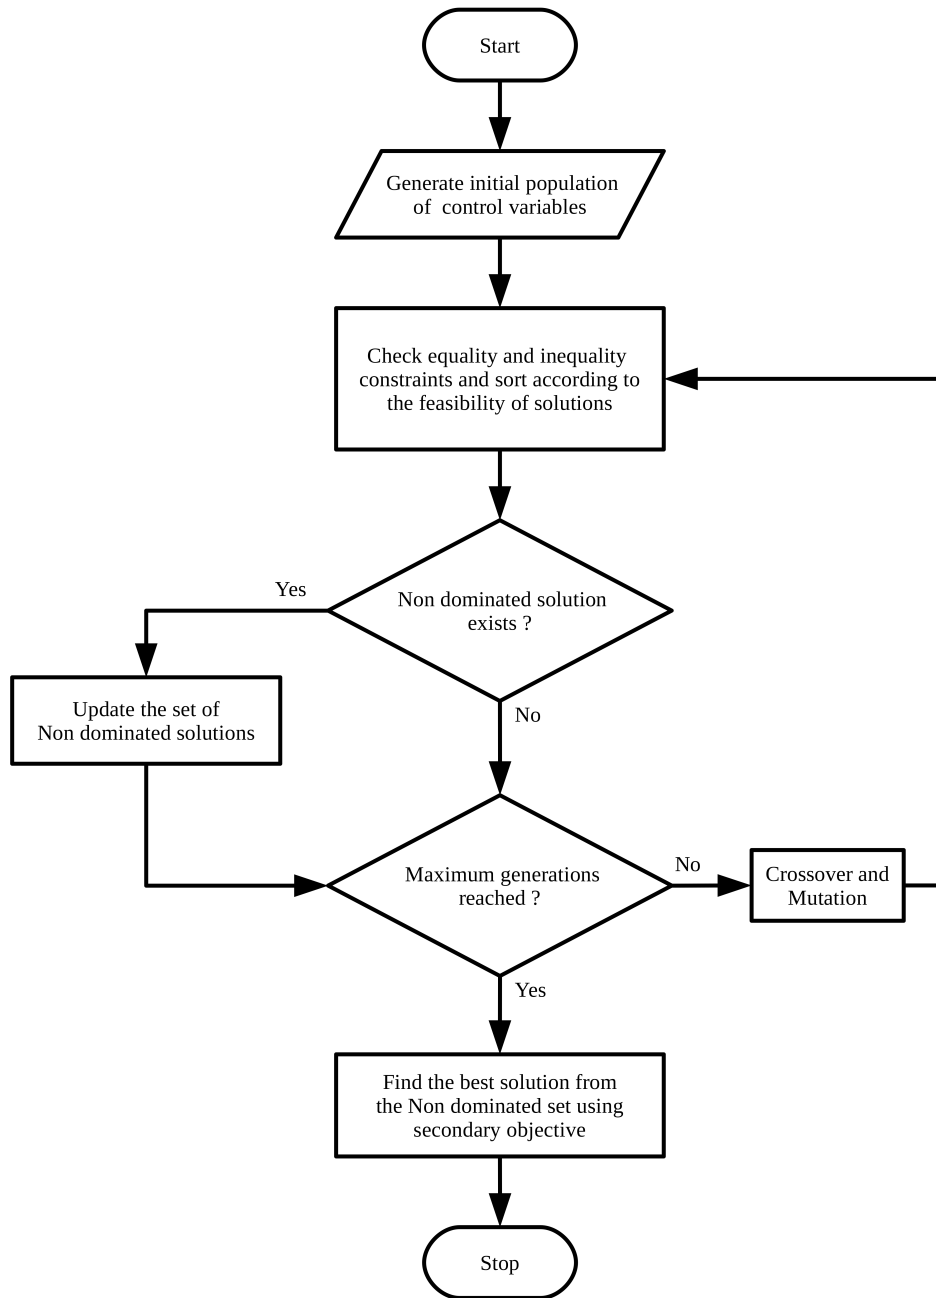 Start
Generate initial population
of control variables
Check equality and inequality
constraints and sort according to
the feasibility of solutions
Yes
Non dominated solution
exists ?
Update the set of
Non dominated solutions
No
Maximum generations
reached ?
No
Crossover and
Mutation
Yes
Find the best solution from
the Non dominated set using
secondary objective
Stop